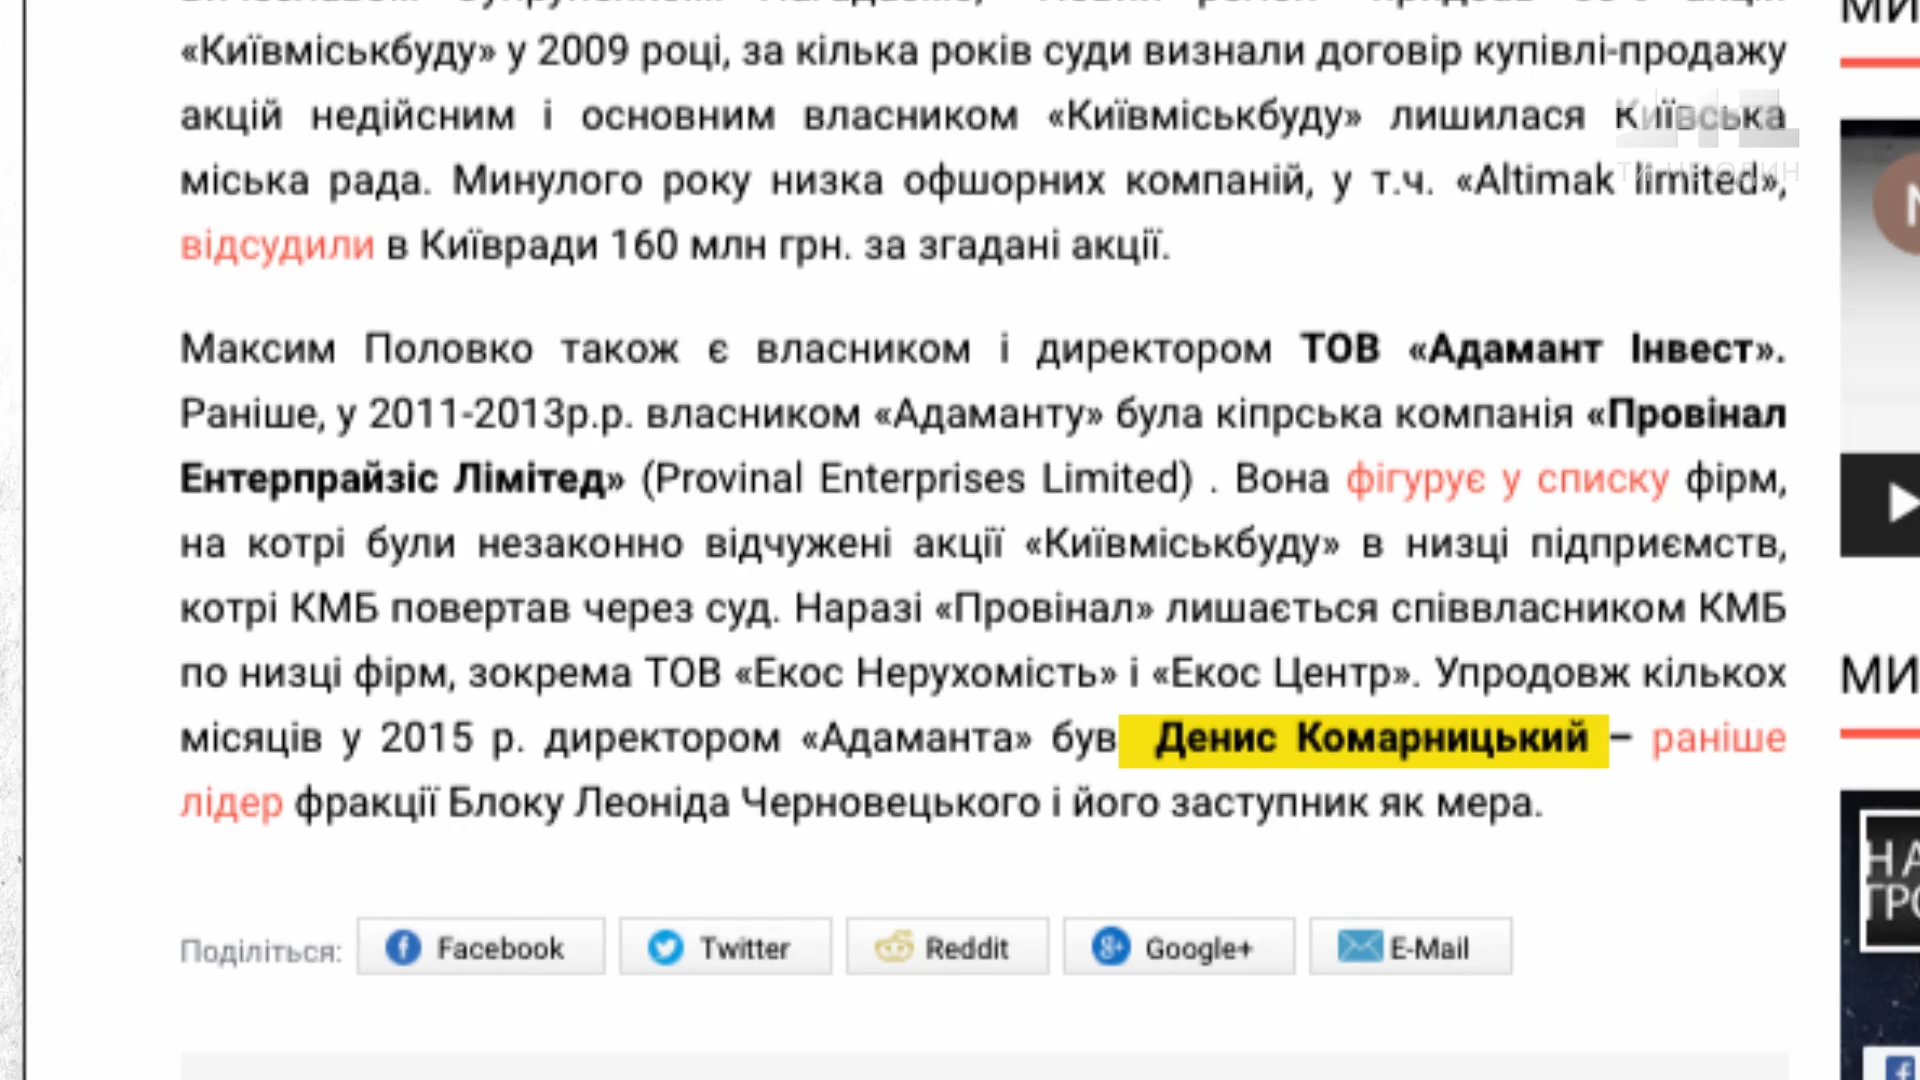 «Київміськбуду» у 2009 році, за кілька років суди визнали договір купівлі-продажу
акцій недійсним і основним власником «Київміськбуду» лишилася Київська
міська рада. Минулого року низка офшорних компаній, у т.ч. «Altimak limited»,
відсудили в Київради 160 млн грн. за згадані акції.
Максим Половко також є власником і директором ТОВ «Адамант Інвест».
Раніше, у 2011-2013р.р. власником «Адаманту» була кіпрська компанія «Провінал
Ентерпрайзіс Лімітед» (Provinal Enterprises Limited) . Вона фігурує у списку фірм,
на котрі були незаконно відчужені акції «Київміськбуду» в низці підприємств,
котрі КМБ повертав через суд. Наразі «Провінал» лишається співвласником КМБ
по низці фірм, зокрема ТОВ «Екос Нерухомість» і «Екос Центр». Упродовж кількох
місяців у 2015 р. директором «Адаманта» був Денис Комарницький – раніше
лідер фракції Блоку Леоніда Черновецького і його заступник як мера.
Поділіться: Facebook Twitter Reddit Google+ E-Mail
ТИ НЕ ОДИН
МИ